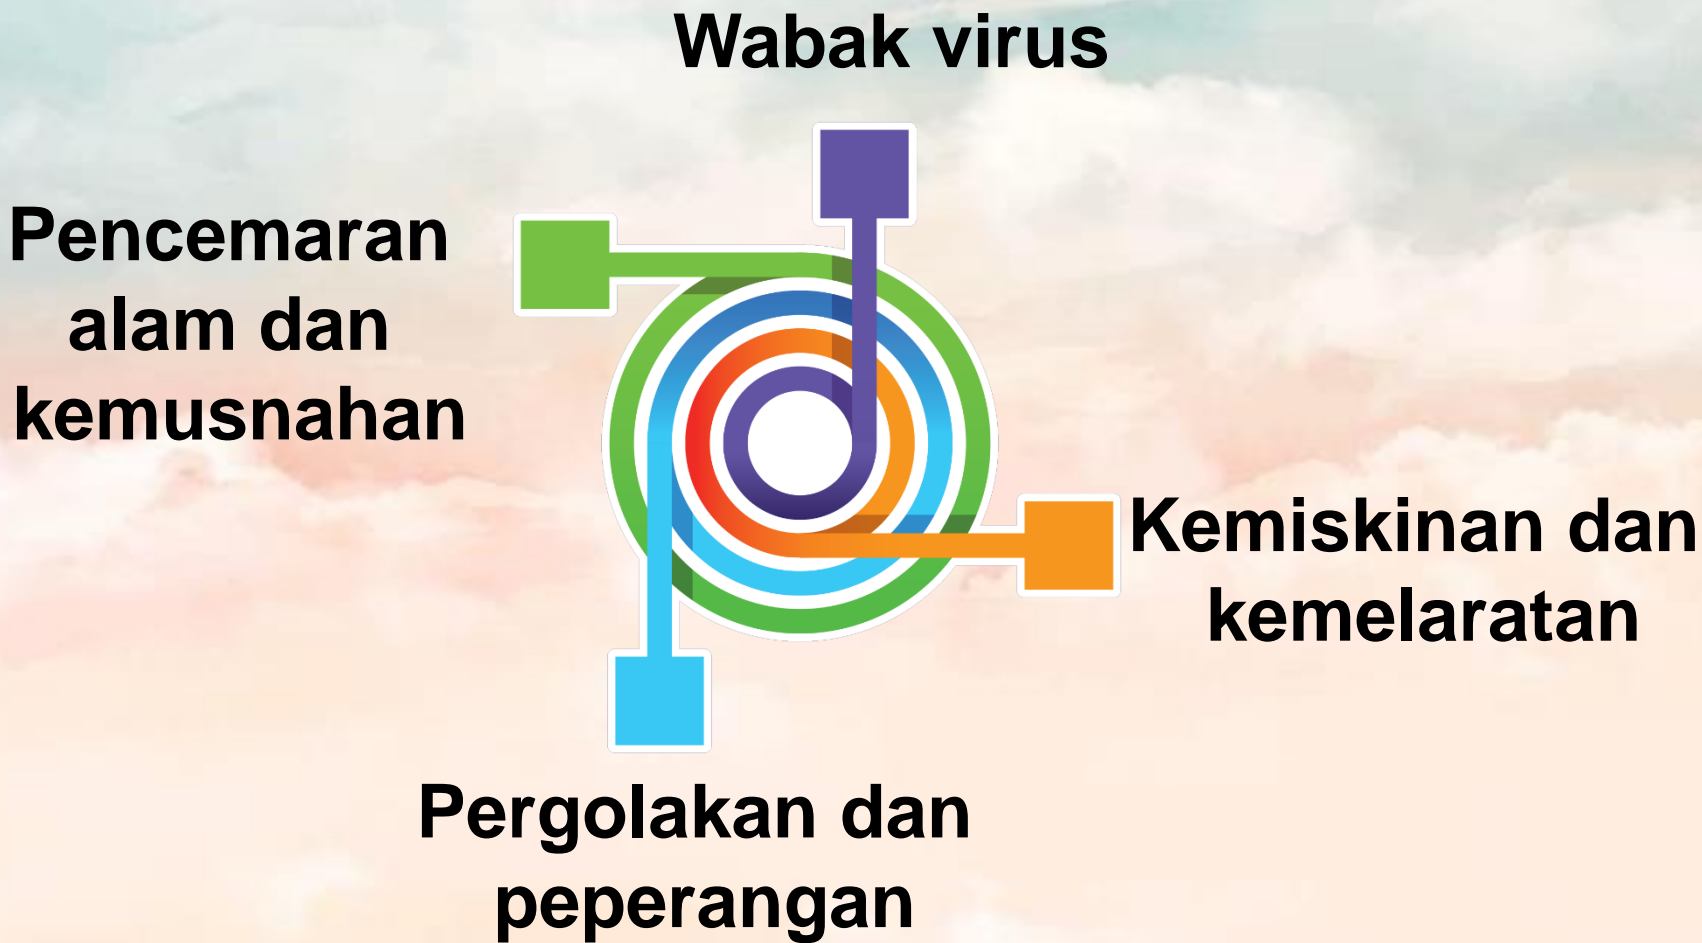 Wabak virus
Pencemaran
alam dan
kemusnahan
Kemiskinan dan
kemelaratan
Pergolakan dan
peperangan